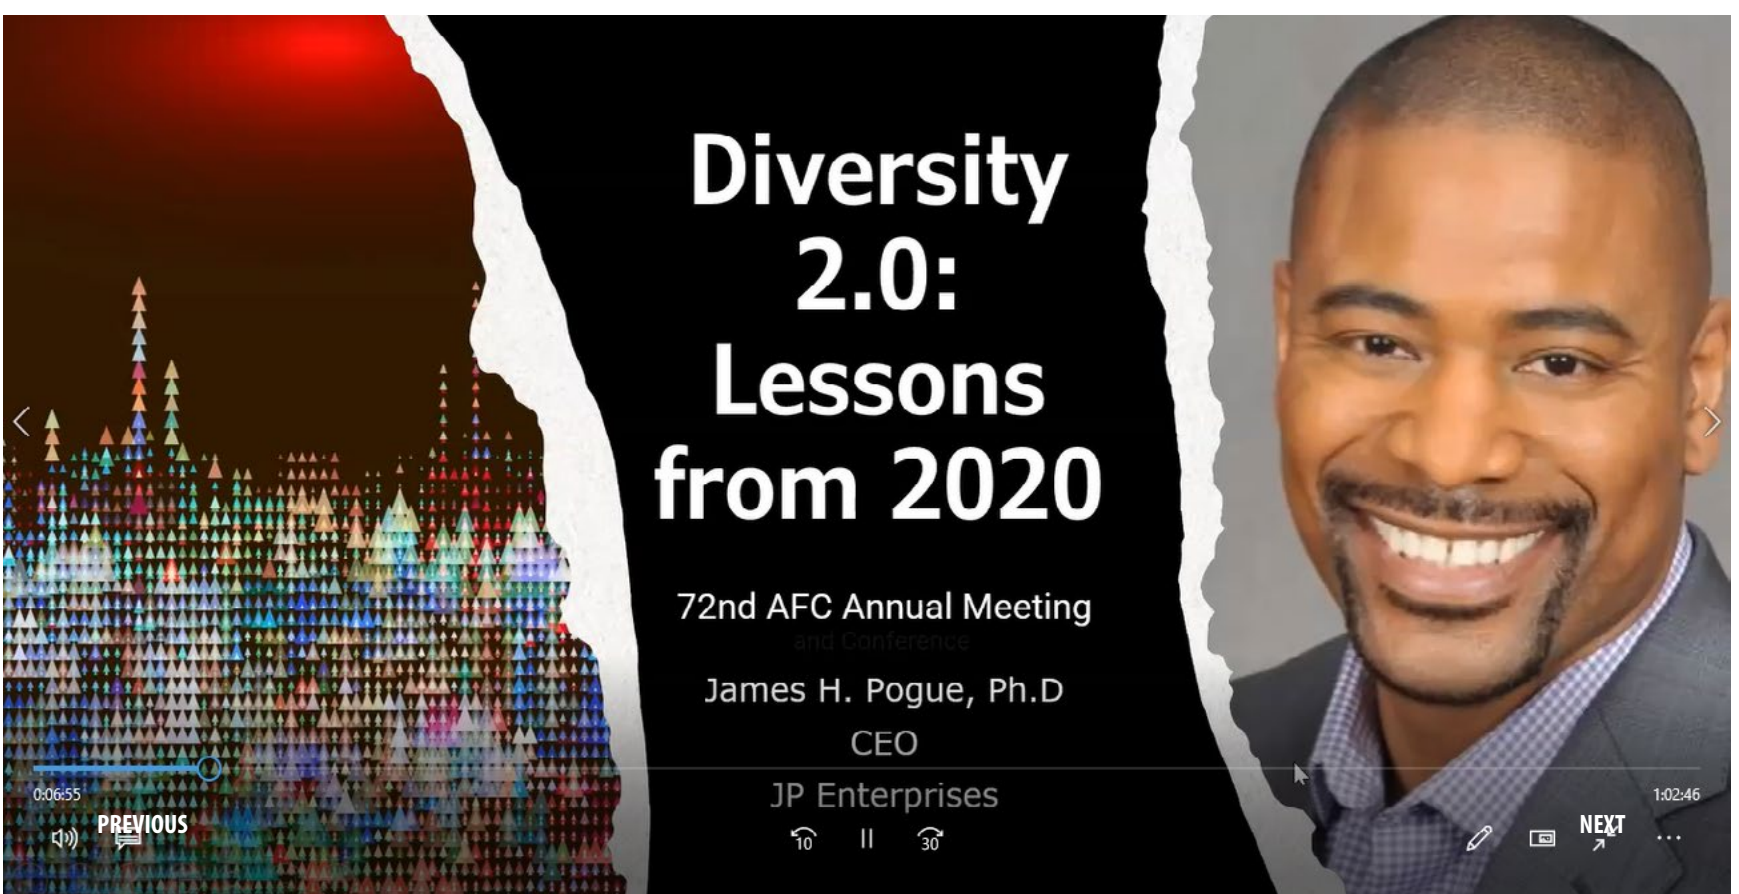 Diversity
2.0:
Lessons
from 2020
72nd AFC Annual Meeting
and Conference
James H. Pogue, Ph.D
CEO
JP Enterprises
0:06:55
1:02:46
PREVIOUS
NEXT
10
30